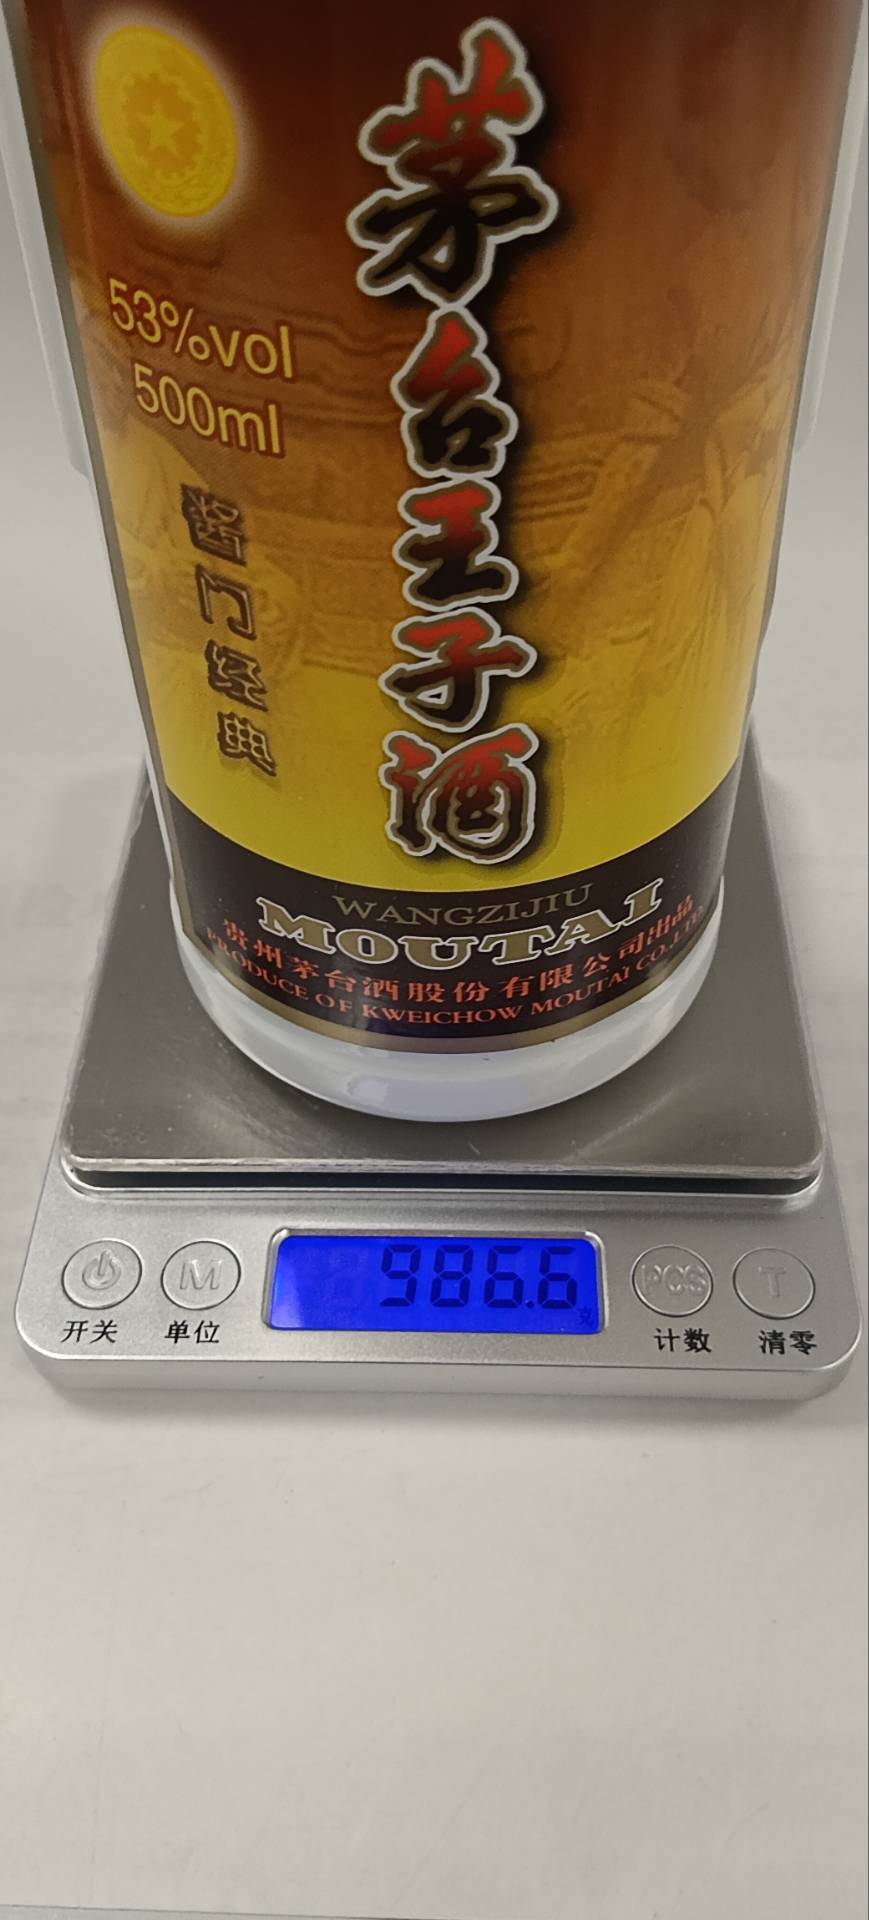 茅台王子酒
53%vol
500ml
酱门经典
WANGZIJIU
MOUTAI
贵州茅台酒股份有限公司出品
PRODUCE OF KWEICHOW MOUTAI CO.,LTD.
986.6
克
M
PCS
T
开关
单位
计数
清零